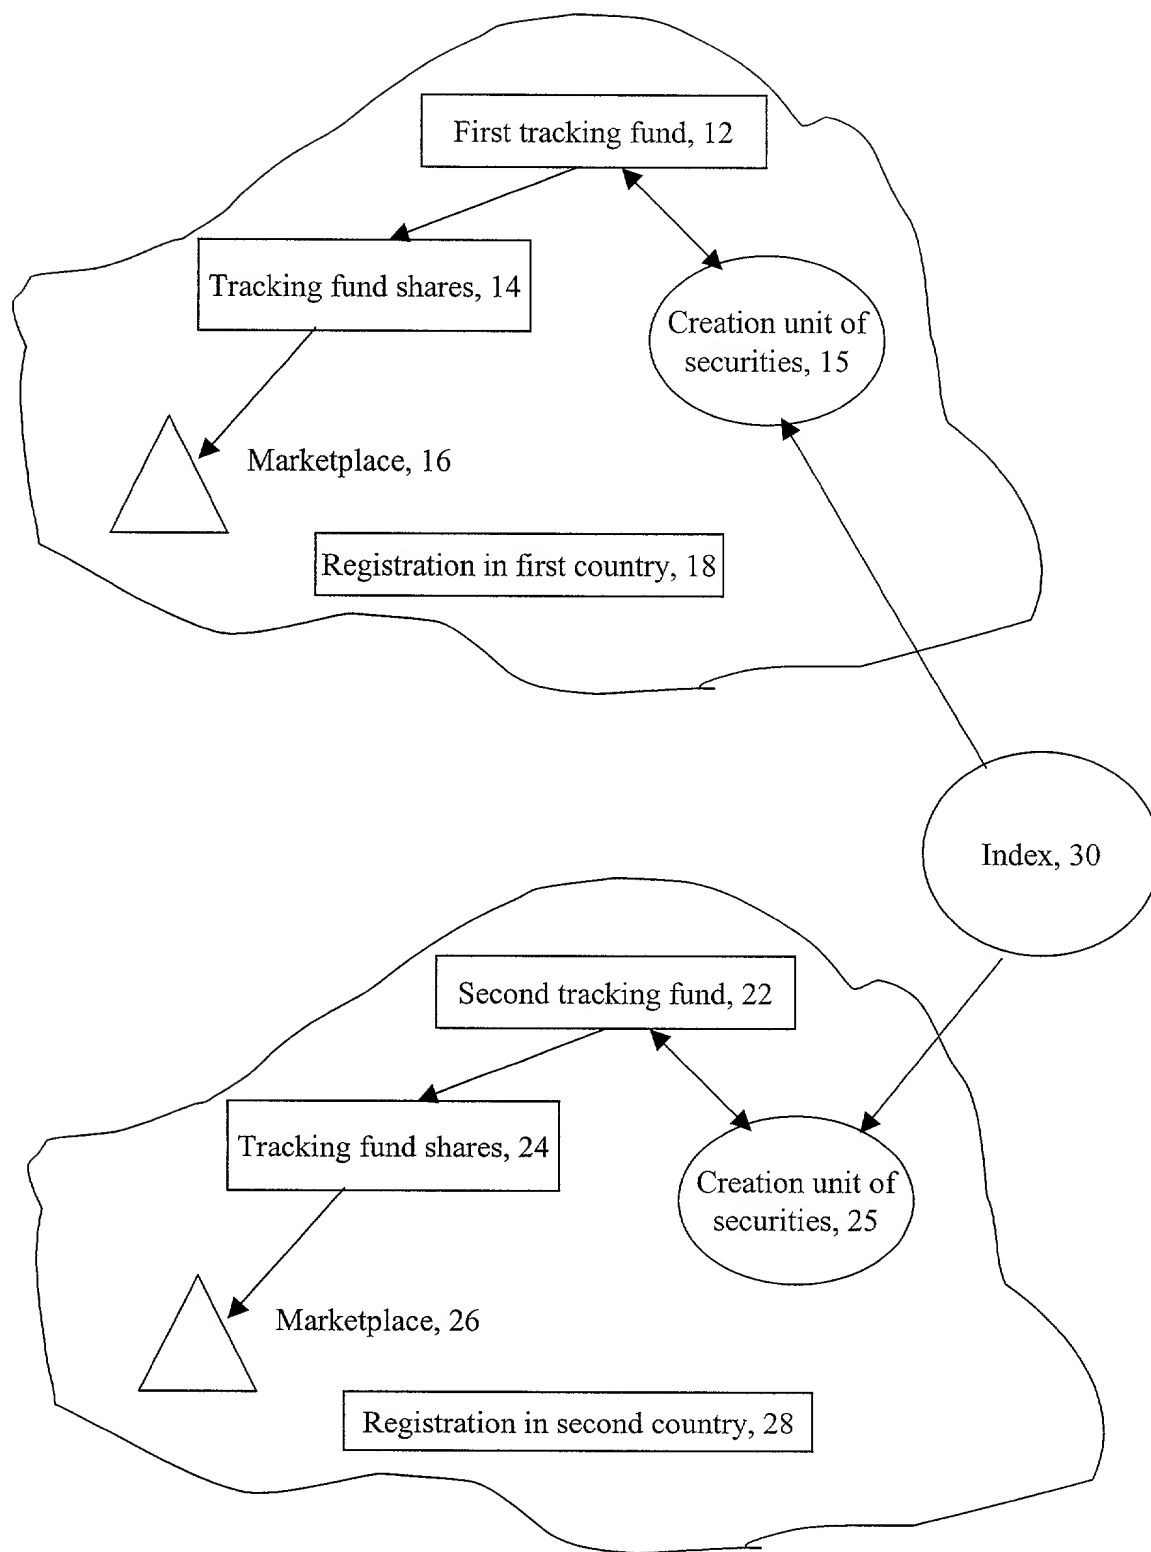 First tracking fund, 12
Tracking fund shares, 14
Creation unit of
securities, 15
Marketplace, 16
Registration in first country, 18
Index, 30
Second tracking fund, 22
Tracking fund shares, 24
Creation unit of
securities, 25
Marketplace, 26
Registration in second country, 28